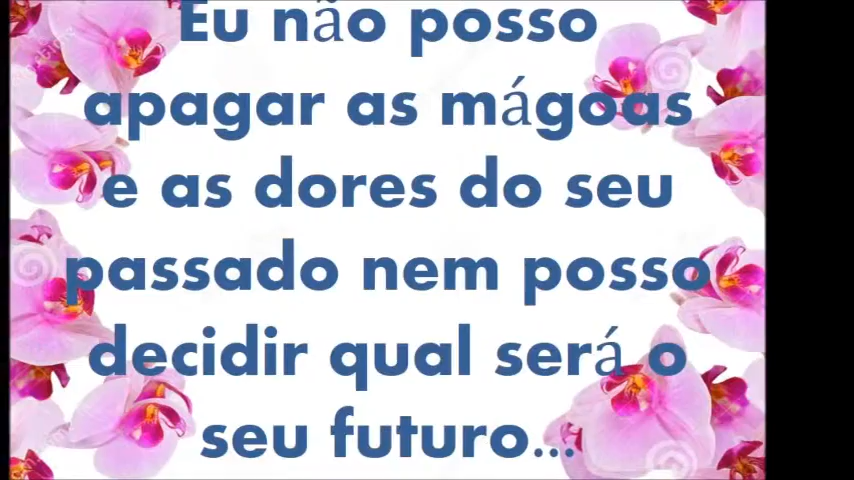 Eu não posso
apagar as mágoas
e as dores do seu
passado nem posso
decidir qual será o
seu futuro...